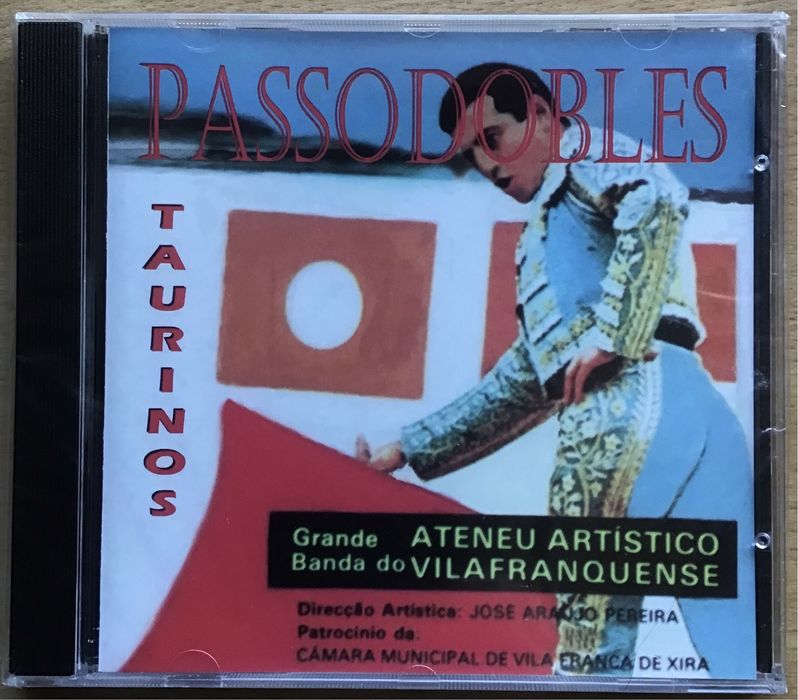 PASSODOBLES
TAURINOS
Grande ATENEU ARTÍSTICO
Banda do VILAFRANQUENSE
Direcção Artística: JOSÉ ARAÚJO PEREIRA
Patrocínio da:
CÂMARA MUNICIPAL DE VILA FRANCA DE XIRA